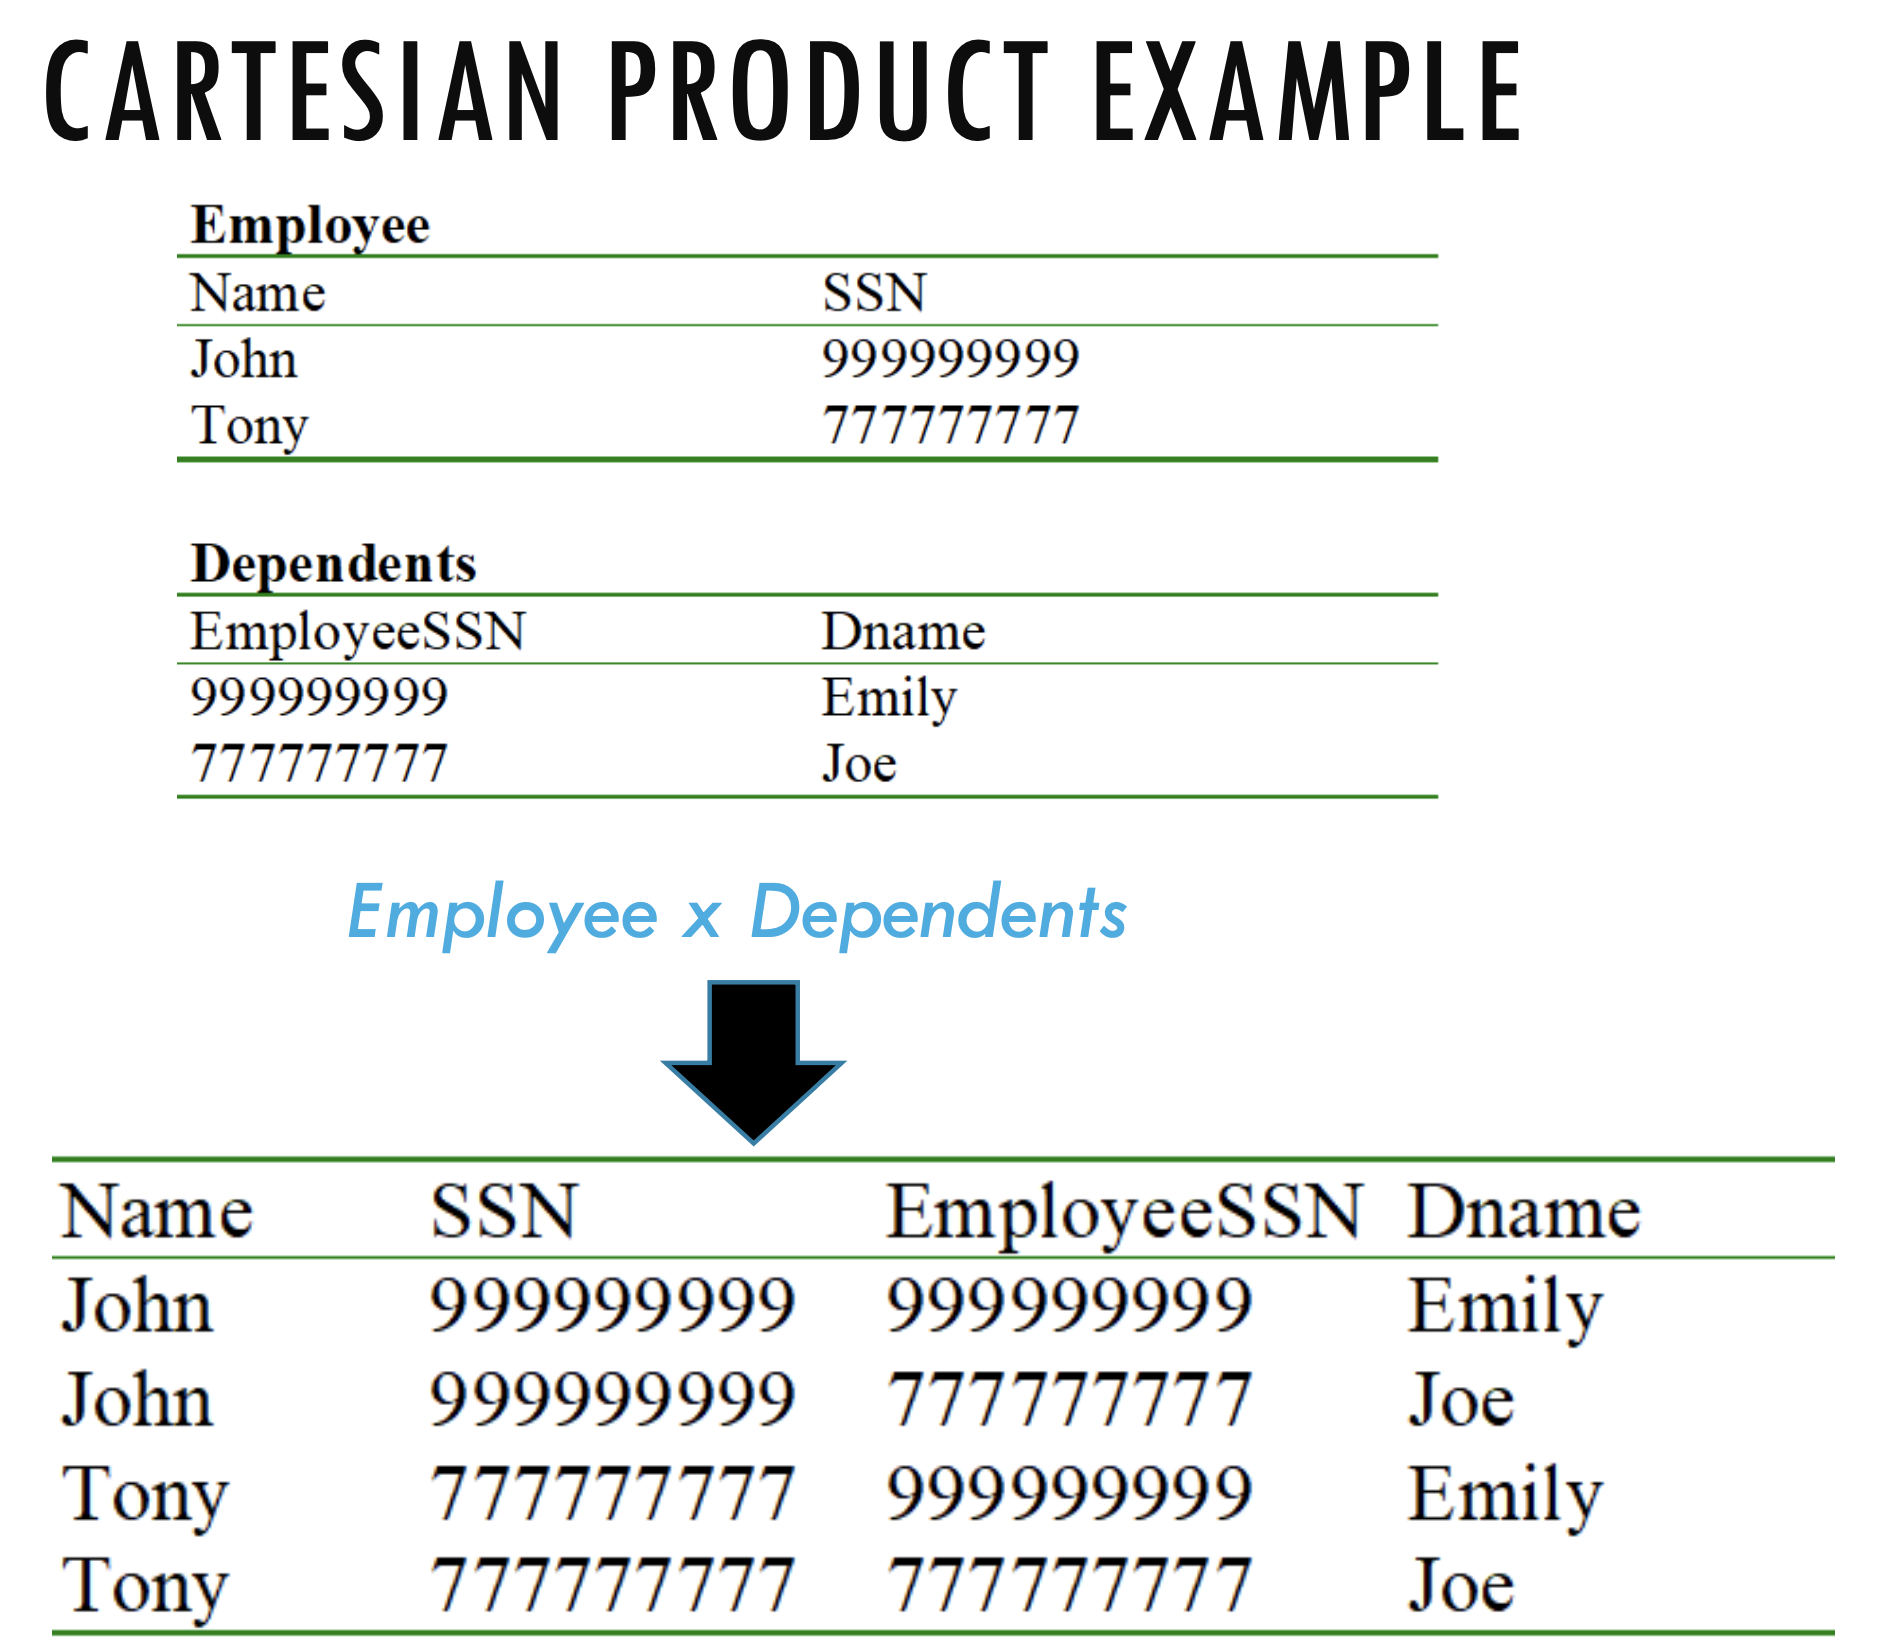 CARTESIAN PRODUCT EXAMPLE
Employee
Name SSN
John 999999999
Tony 777777777
Dependents
EmployeeSSN Dname
999999999 Emily
777777777 Joe
Employee x Dependents
Name SSN EmployeeSSN Dname
John 999999999 999999999 Emily
John 999999999 777777777 Joe
Tony 777777777 999999999 Emily
Tony 777777777 777777777 Joe